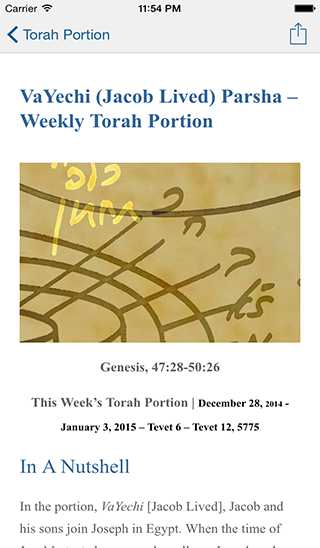 Carrier 11:54 PM
Torah Portion
VaYechi (Jacob Lived) Parsha –
Weekly Torah Portion
Genesis, 47:28-50:26
This Week's Torah Portion | December 28, 2014 -
January 3, 2015 – Tevet 6 – Tevet 12, 5775
In A Nutshell
In the portion, VaYechi [Jacob Lived], Jacob and
his sons join Joseph in Egypt. When the time of